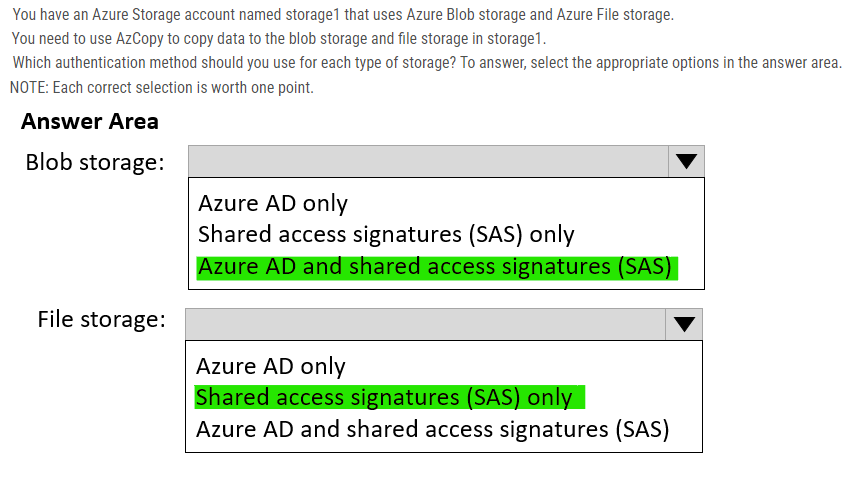 You have an Azure Storage account named storage1 that uses Azure Blob storage and Azure File storage.
You need to use AzCopy to copy data to the blob storage and file storage in storage1.
Which authentication method should you use for each type of storage? To answer, select the appropriate options in the answer area.
NOTE: Each correct selection is worth one point.
Answer Area
Blob storage:
Azure AD only
Shared access signatures (SAS) only
Azure AD and shared access signatures (SAS)
File storage:
Azure AD only
Shared access signatures (SAS) only
Azure AD and shared access signatures (SAS)